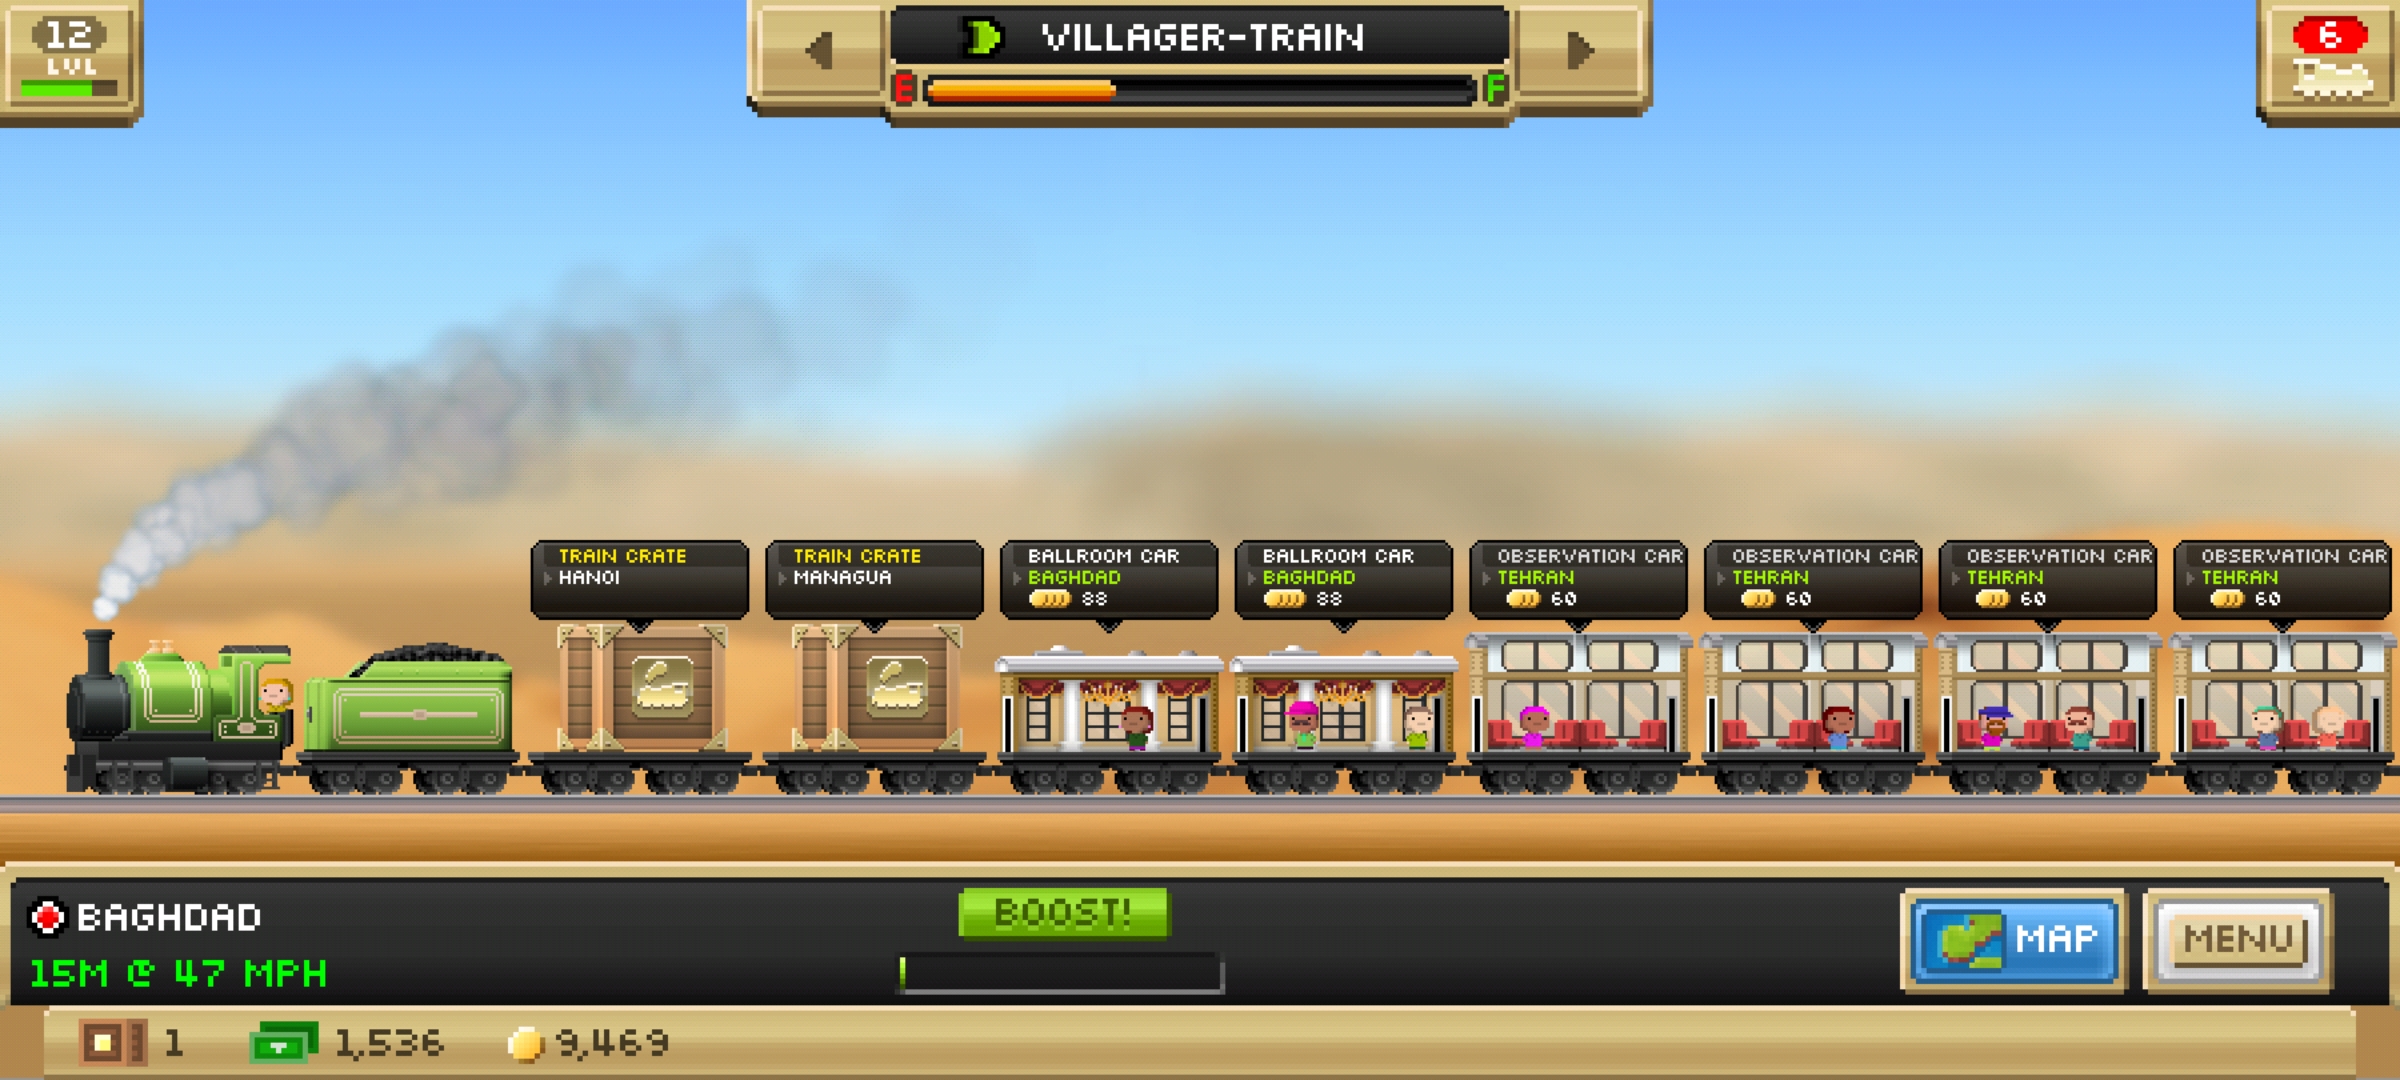 12
LVL
VILLAGER-TRAIN
E F
6
TRAIN CRATE
HANOI
TRAIN CRATE
MANAGUA
BALLROOM CAR
BAGHDAD
88
BALLROOM CAR
BAGHDAD
88
OBSERVATION CAR
TEHRAN
60
OBSERVATION CAR
TEHRAN
60
OBSERVATION CAR
TEHRAN
60
OBSERVATION CAR
TEHRAN
60
BAGHDAD
15M @ 47 MPH
BOOST!
MAP
MENU
1 1,536 9,469